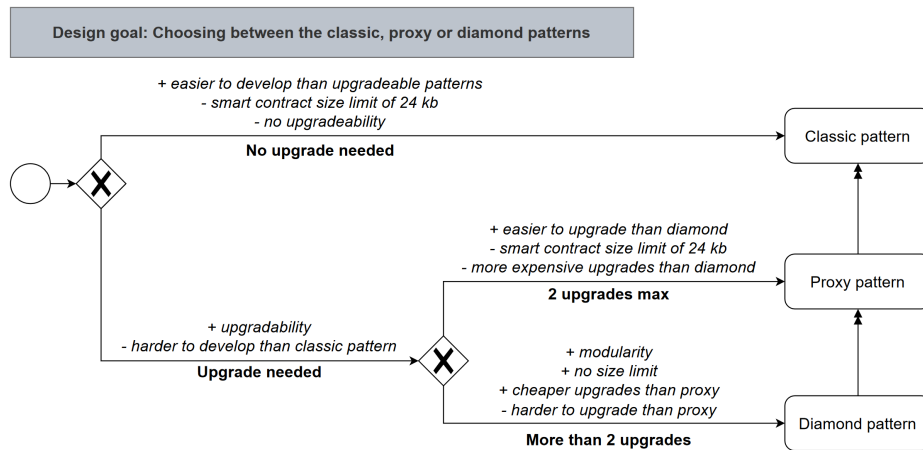 Design goal: Choosing between the classic, proxy or diamond patterns
+ easier to develop than upgradeable patterns
- smart contract size limit of 24 kb
- no upgradeability
No upgrade needed
Classic pattern
+ easier to upgrade than diamond
- smart contract size limit of 24 kb
- more expensive upgrades than diamond
2 upgrades max
Proxy pattern
+ upgradability
- harder to develop than classic pattern
Upgrade needed
+ modularity
+ no size limit
+ cheaper upgrades than proxy
- harder to upgrade than proxy
More than 2 upgrades
Diamond pattern